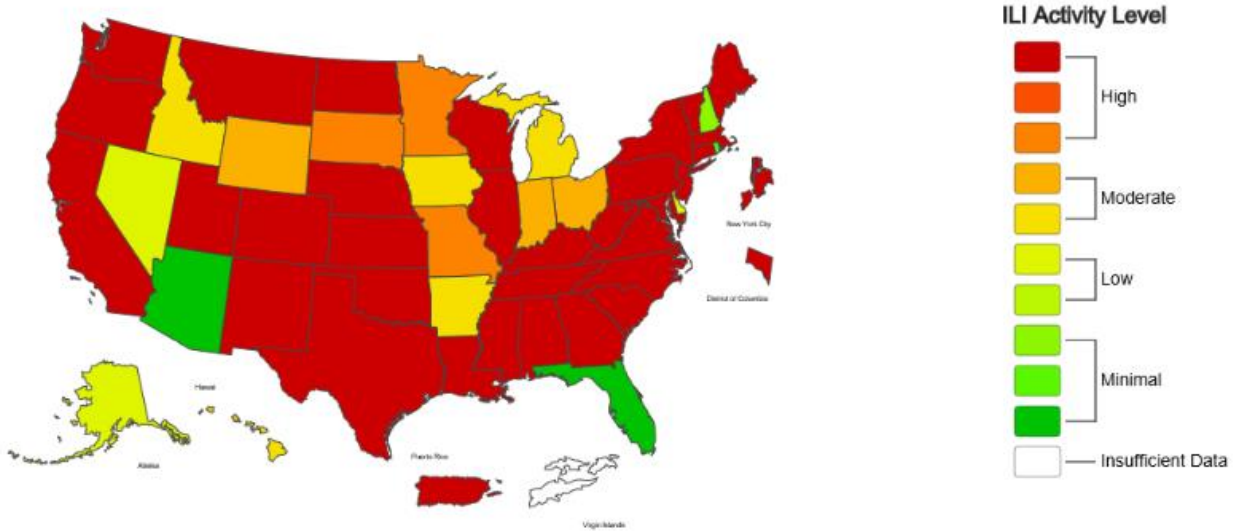 ILI Activity Level
High
Moderate
Low
Minimal
Insufficient Data
New York City
District of Columbia
Hawaii
Alaska
Puerto Rico
Virgin Islands